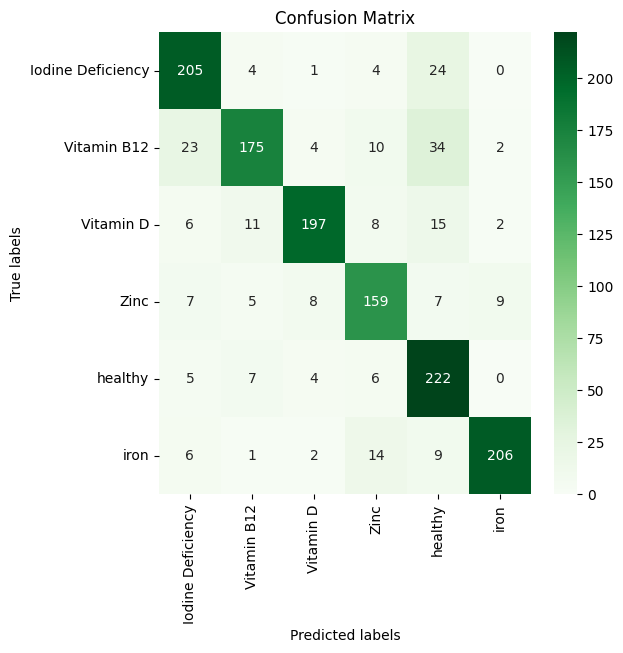 Confusion Matrix
True labels
Iodine Deficiency 205 4 1 4 24 0
Vitamin B12 23 175 4 10 34 2
Vitamin D 6 11 197 8 15 2
Zinc 7 5 8 159 7 9
healthy 5 7 4 6 222 0
iron 6 1 2 14 9 206
Iodine Deficiency Vitamin B12 Vitamin D Zinc healthy iron
Predicted labels
200
175
150
125
100
75
50
25
0